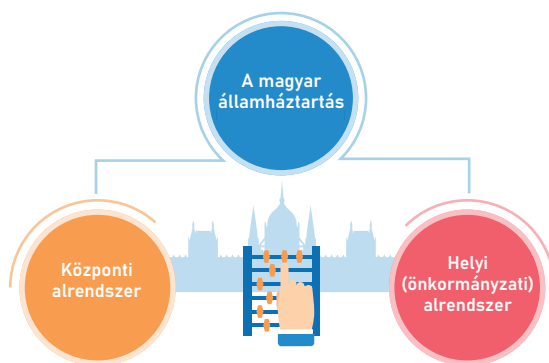 A magyar
államháztartás
Központi
alrendszer
Helyi
(önkormányzati)
alrendszer